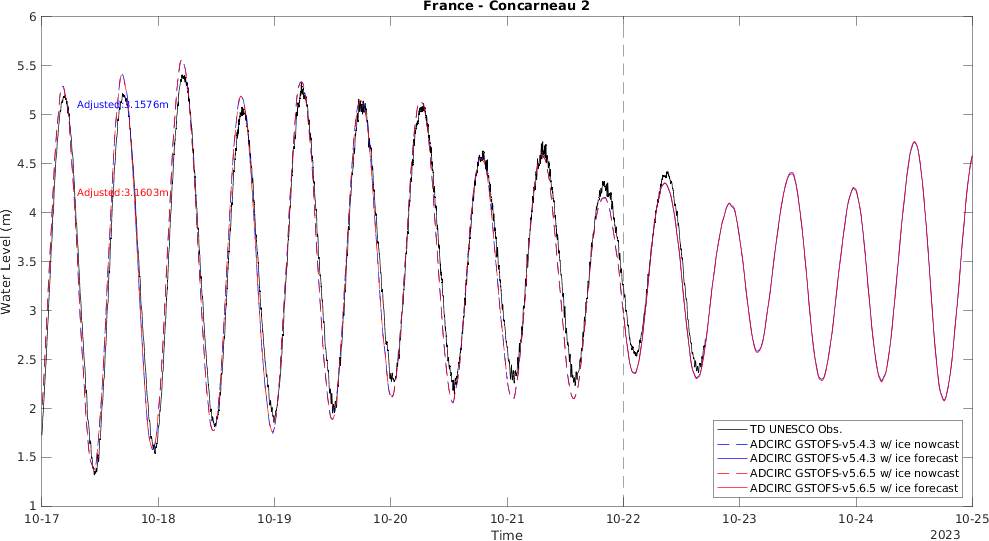 France - Concarneau 2
6
5.5
5
4.5
4
3.5
3
2.5
2
1.5
1
Water Level (m)
Adjusted:3.1576m
Adjusted:3.1603m
TD UNESCO Obs.
ADCIRC GSTOFS-v5.4.3 w/ ice nowcast
ADCIRC GSTOFS-v5.4.3 w/ ice forecast
ADCIRC GSTOFS-v5.6.5 w/ ice nowcast
ADCIRC GSTOFS-v5.6.5 w/ ice forecast
10-17 10-18 10-19 10-20 10-21 10-22 10-23 10-24 10-25
Time
2023